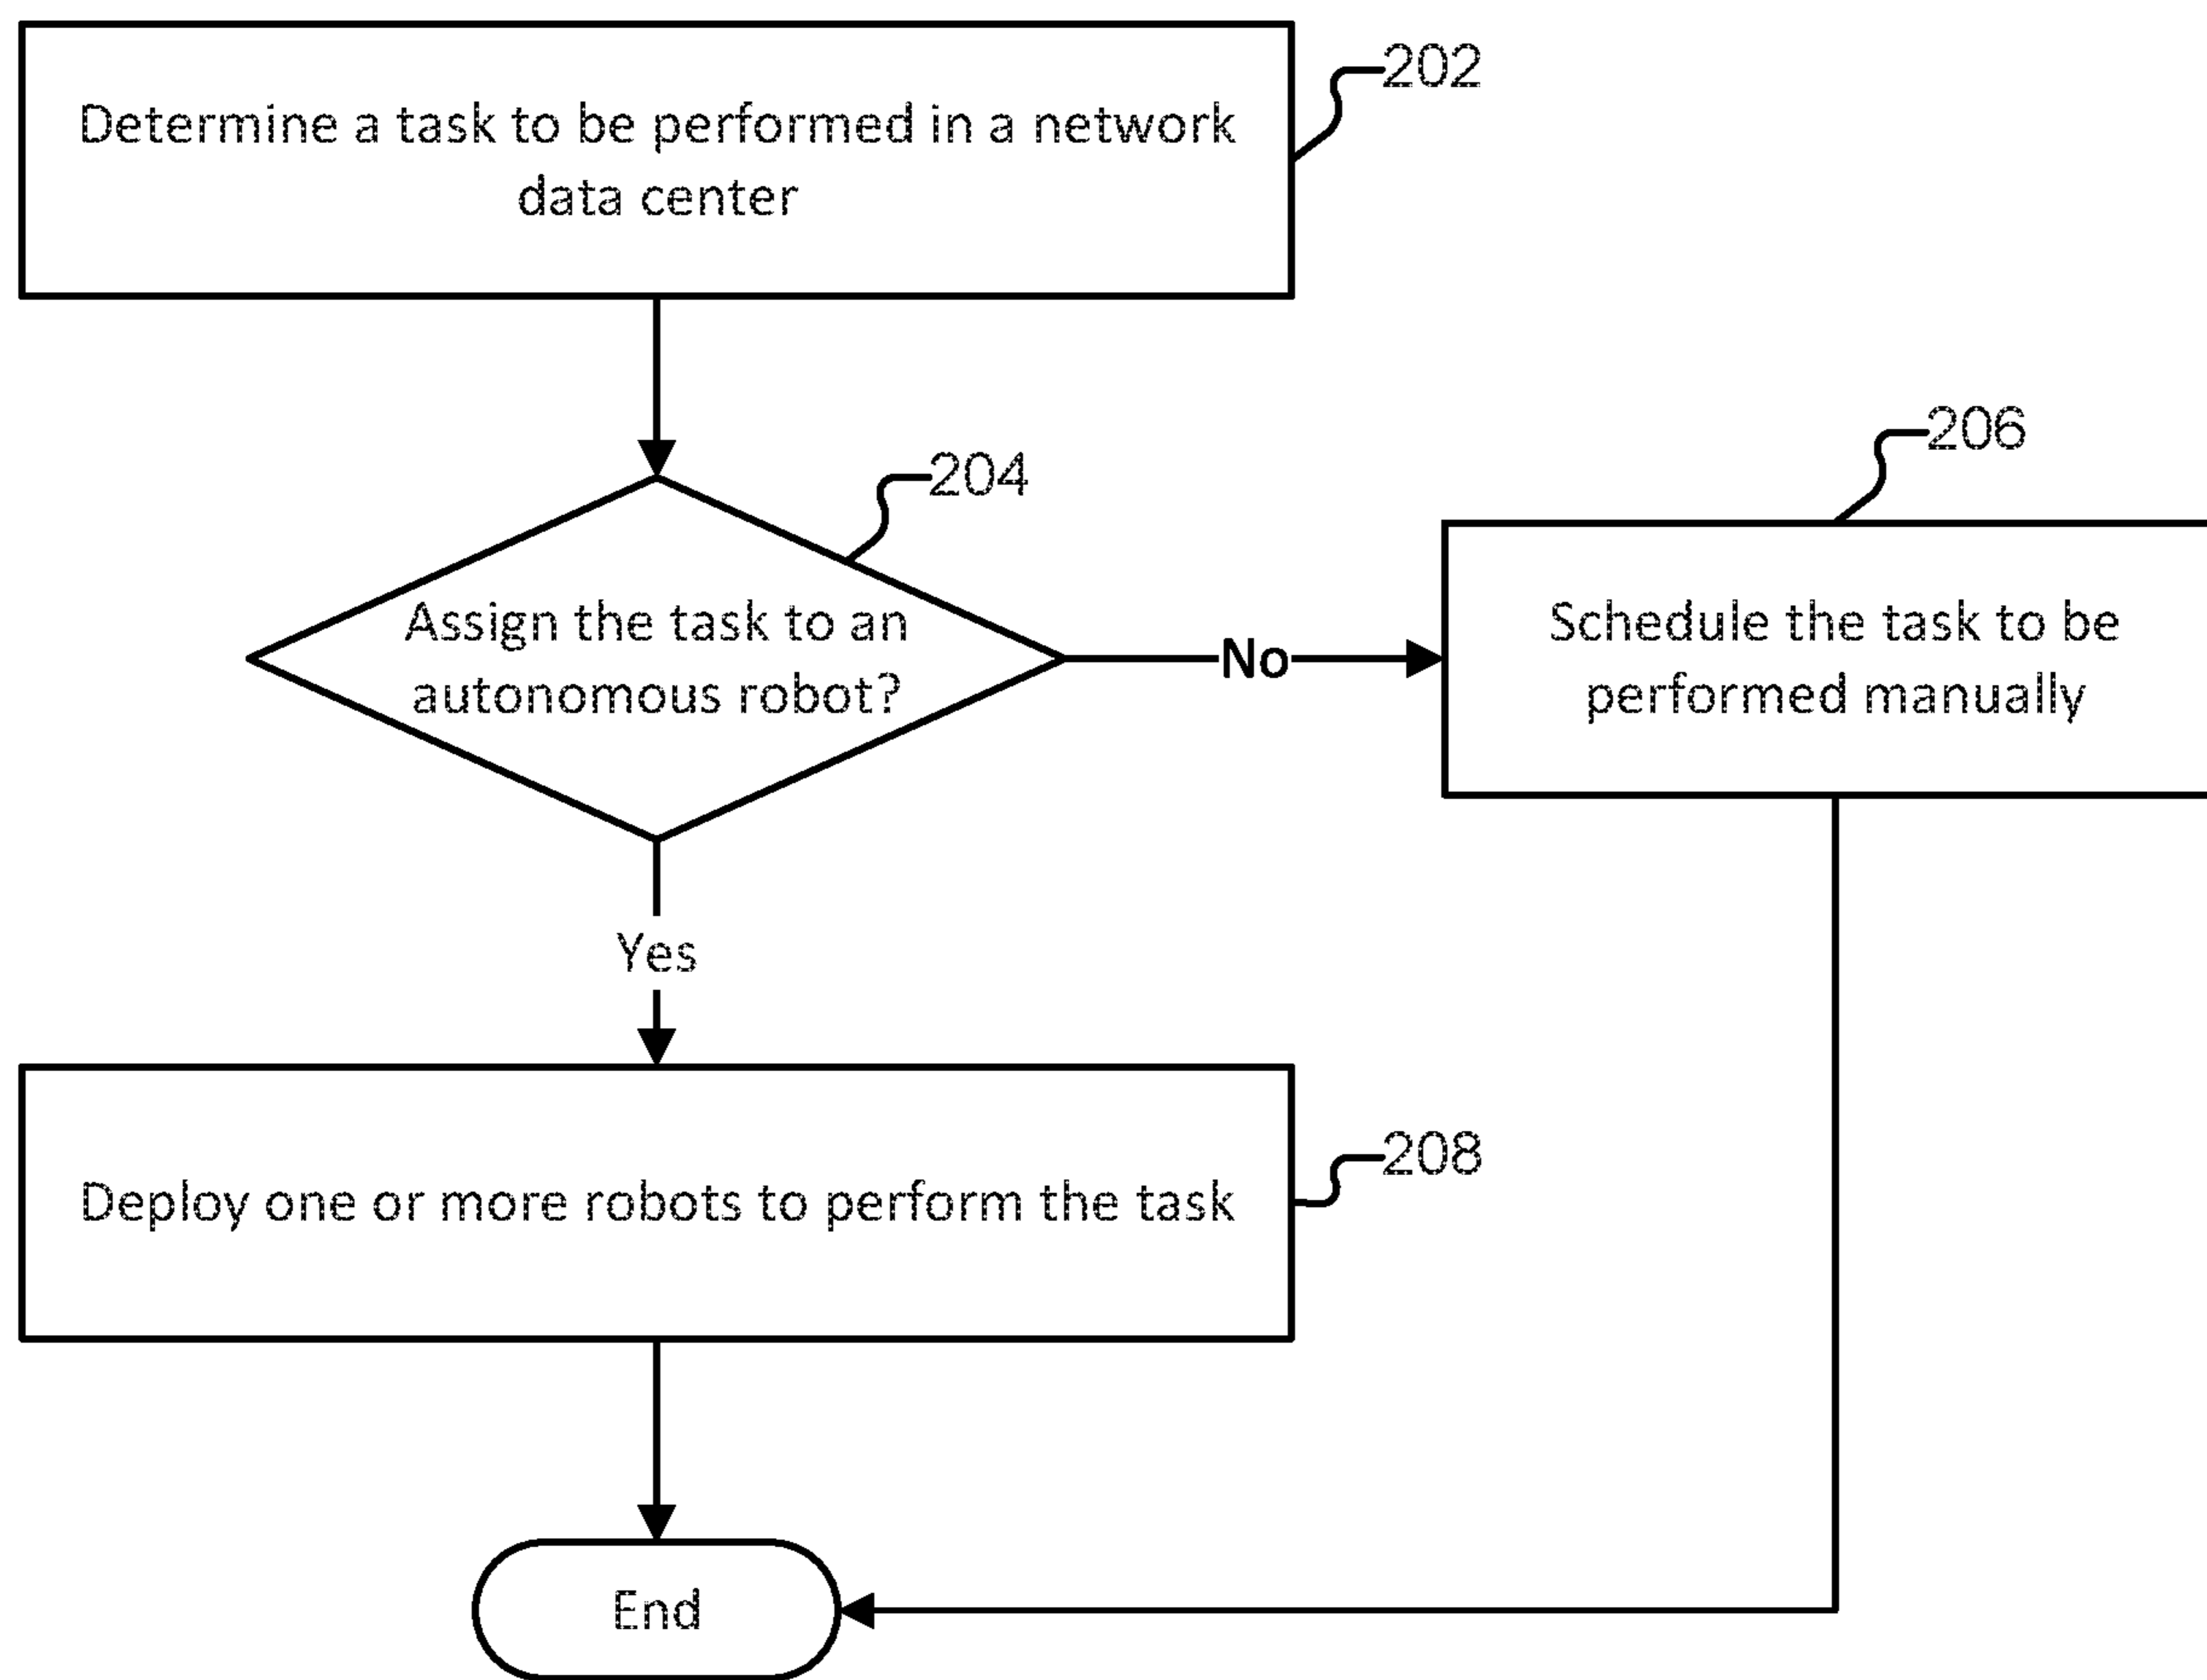 Determine a task to be performed in a network
data center
202
204
Assign the task to an
autonomous robot?
No
206
Schedule the task to be
performed manually
Yes
Deploy one or more robots to perform the task
208
End